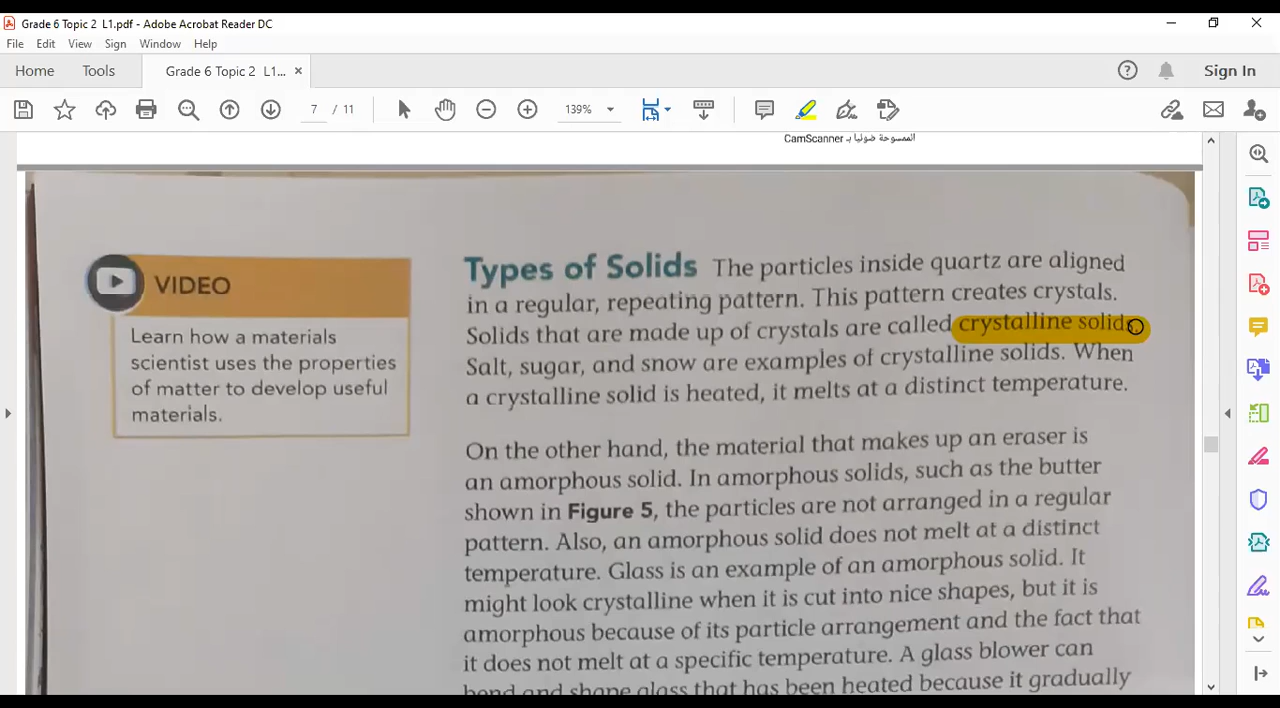 Grade 6 Topic 2 L1.pdf - Adobe Acrobat Reader DC
File Edit View Sign Window Help
Home Tools Grade 6 Topic 2 L1... × Sign In
7 / 11 139%
الممسوحة ضوئيا بـ CamScanner
VIDEO
Learn how a materials
scientist uses the properties
of matter to develop useful
materials.
Types of Solids The particles inside quartz are aligned
in a regular, repeating pattern. This pattern creates crystals.
Solids that are made up of crystals are called crystalline solids.
Salt, sugar, and snow are examples of crystalline solids. When
a crystalline solid is heated, it melts at a distinct temperature.
On the other hand, the material that makes up an eraser is
an amorphous solid. In amorphous solids, such as the butter
shown in Figure 5, the particles are not arranged in a regular
pattern. Also, an amorphous solid does not melt at a distinct
temperature. Glass is an example of an amorphous solid. It
might look crystalline when it is cut into nice shapes, but it is
amorphous because of its particle arrangement and the fact that
it does not melt at a specific temperature. A glass blower can
bend and shape glass that has been heated because it gradually